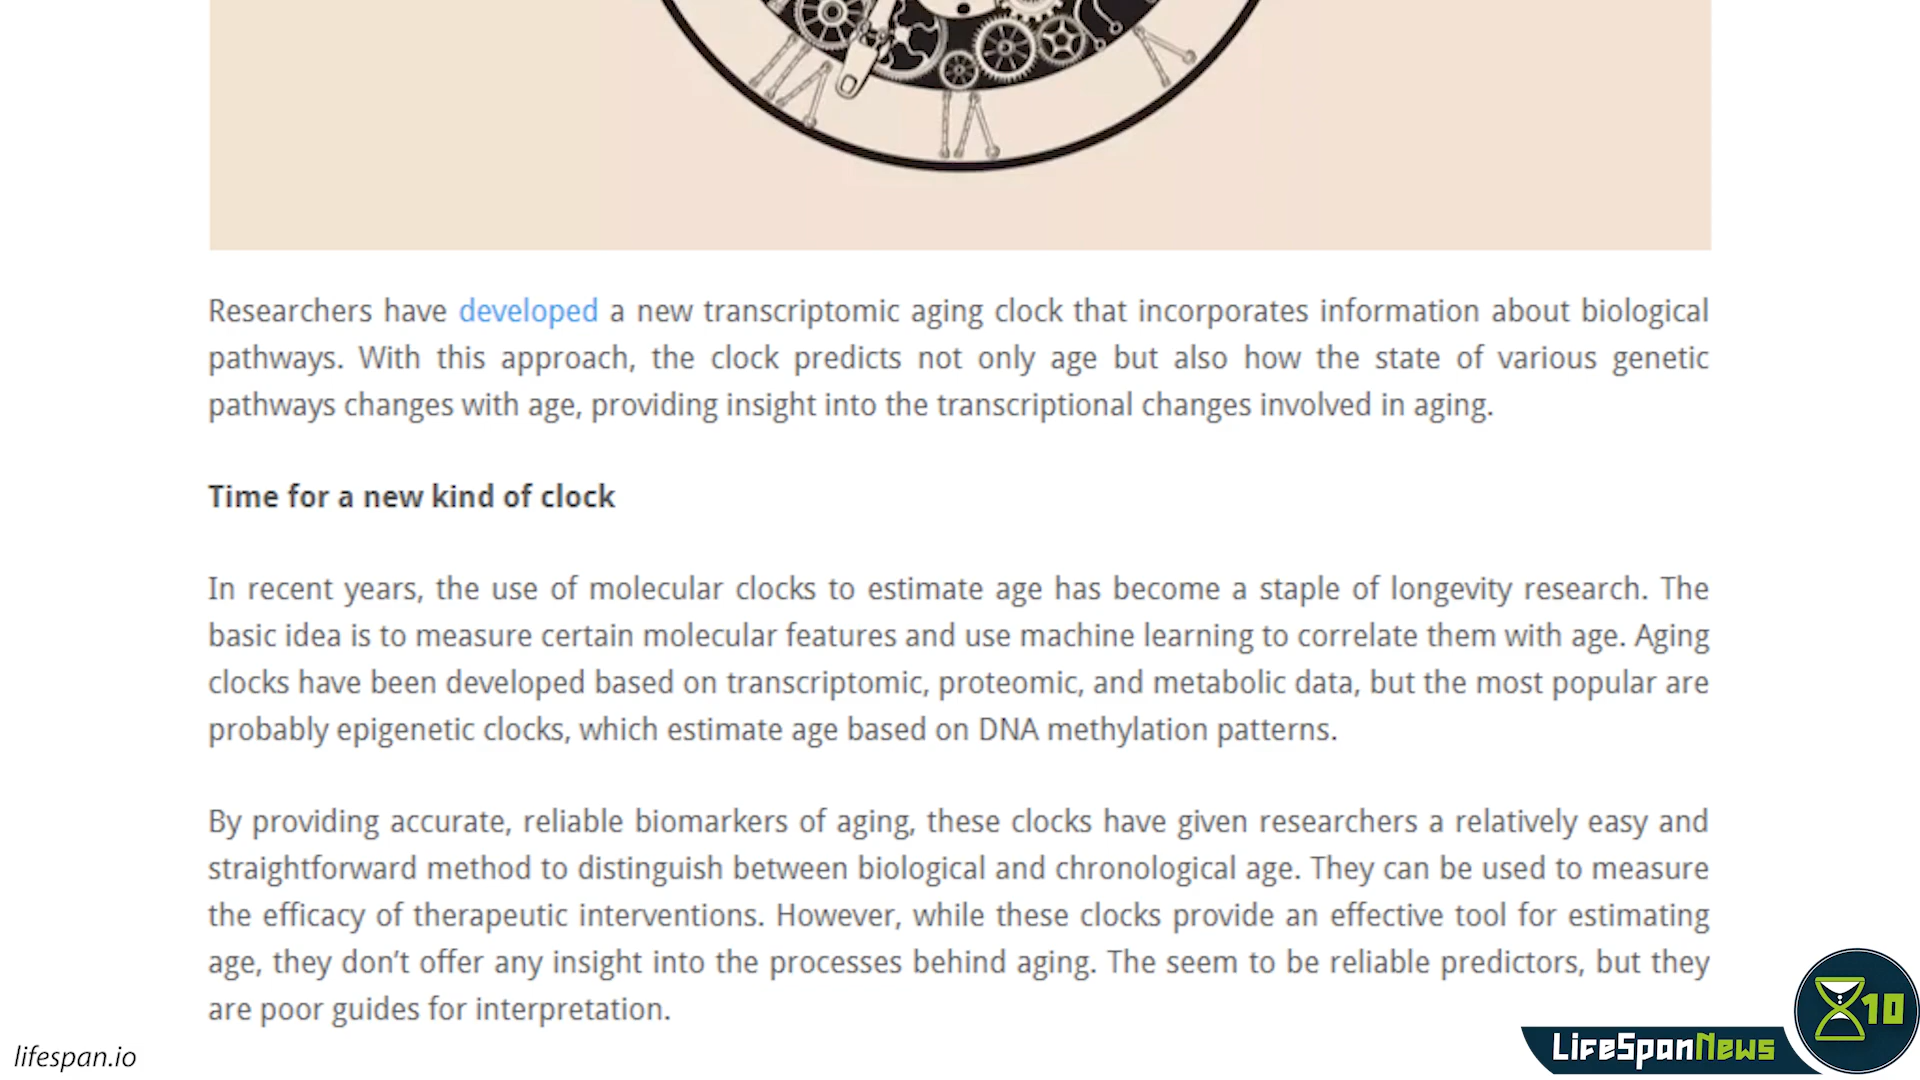 Researchers have developed a new transcriptomic aging clock that incorporates information about biological
pathways. With this approach, the clock predicts not only age but also how the state of various genetic
pathways changes with age, providing insight into the transcriptional changes involved in aging.
Time for a new kind of clock
In recent years, the use of molecular clocks to estimate age has become a staple of longevity research. The
basic idea is to measure certain molecular features and use machine learning to correlate them with age. Aging
clocks have been developed based on transcriptomic, proteomic, and metabolic data, but the most popular are
probably epigenetic clocks, which estimate age based on DNA methylation patterns.
By providing accurate, reliable biomarkers of aging, these clocks have given researchers a relatively easy and
straightforward method to distinguish between biological and chronological age. They can be used to measure
the efficacy of therapeutic interventions. However, while these clocks provide an effective tool for estimating
age, they don’t offer any insight into the processes behind aging. The seem to be reliable predictors, but they
are poor guides for interpretation.
lifespan.io
LifeSpanNews
X10